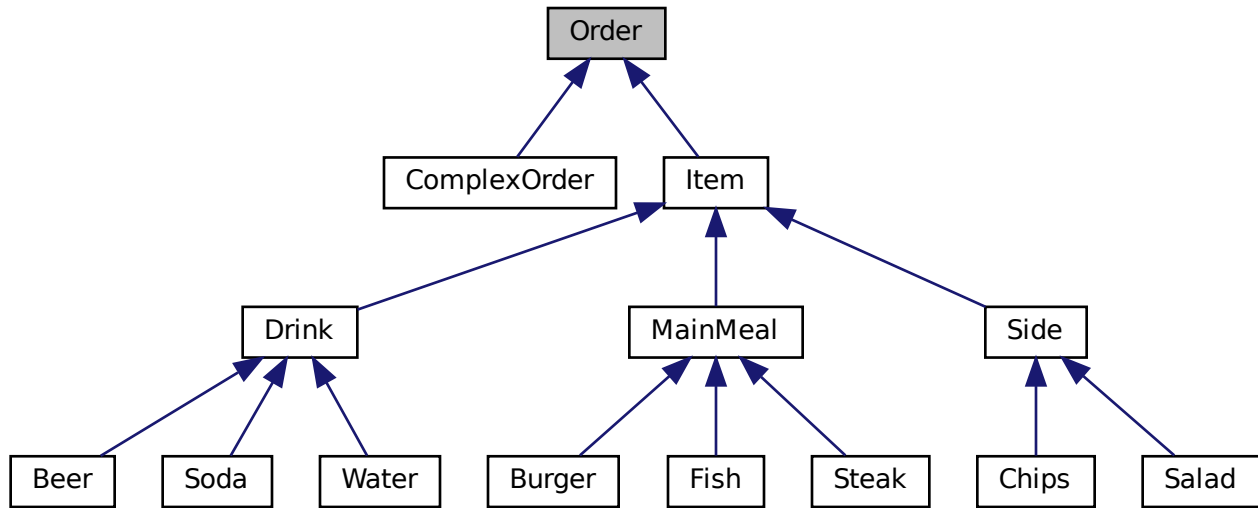 Order
ComplexOrder
Item
Drink
MainMeal
Side
Beer
Soda
Water
Burger
Fish
Steak
Chips
Salad